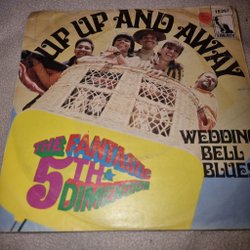 UP UP AND AWAY
WEDDING
BELL
BLUES
THE FANTASTIC
5TH
DIMENSION